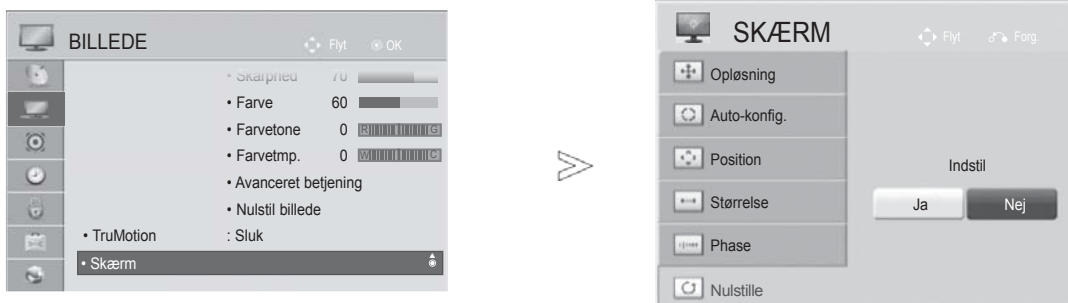 BILLEDE
Flyt OK
• Skarphed 70
• Farve 60
• Farvetone 0 R G
• Farvetmp. 0 W C
• Avanceret betjening
• Nulstil billede
• TruMotion : Sluk
• Skærm
SKÆRM
Flyt Forg.
Opløsning
Auto-konfig.
Position
Størrelse
Phase
Nulstille
Indstil
Ja Nej